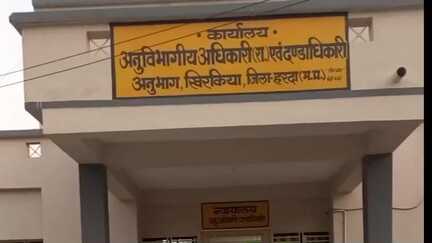 कार्यालय
अनुविभागीय अधिकारी (रा.) एवं दण्डाधिकारी
अनुभाग, खिरकिया, जिला-हरदा (म.प्र.)
न्यायालय